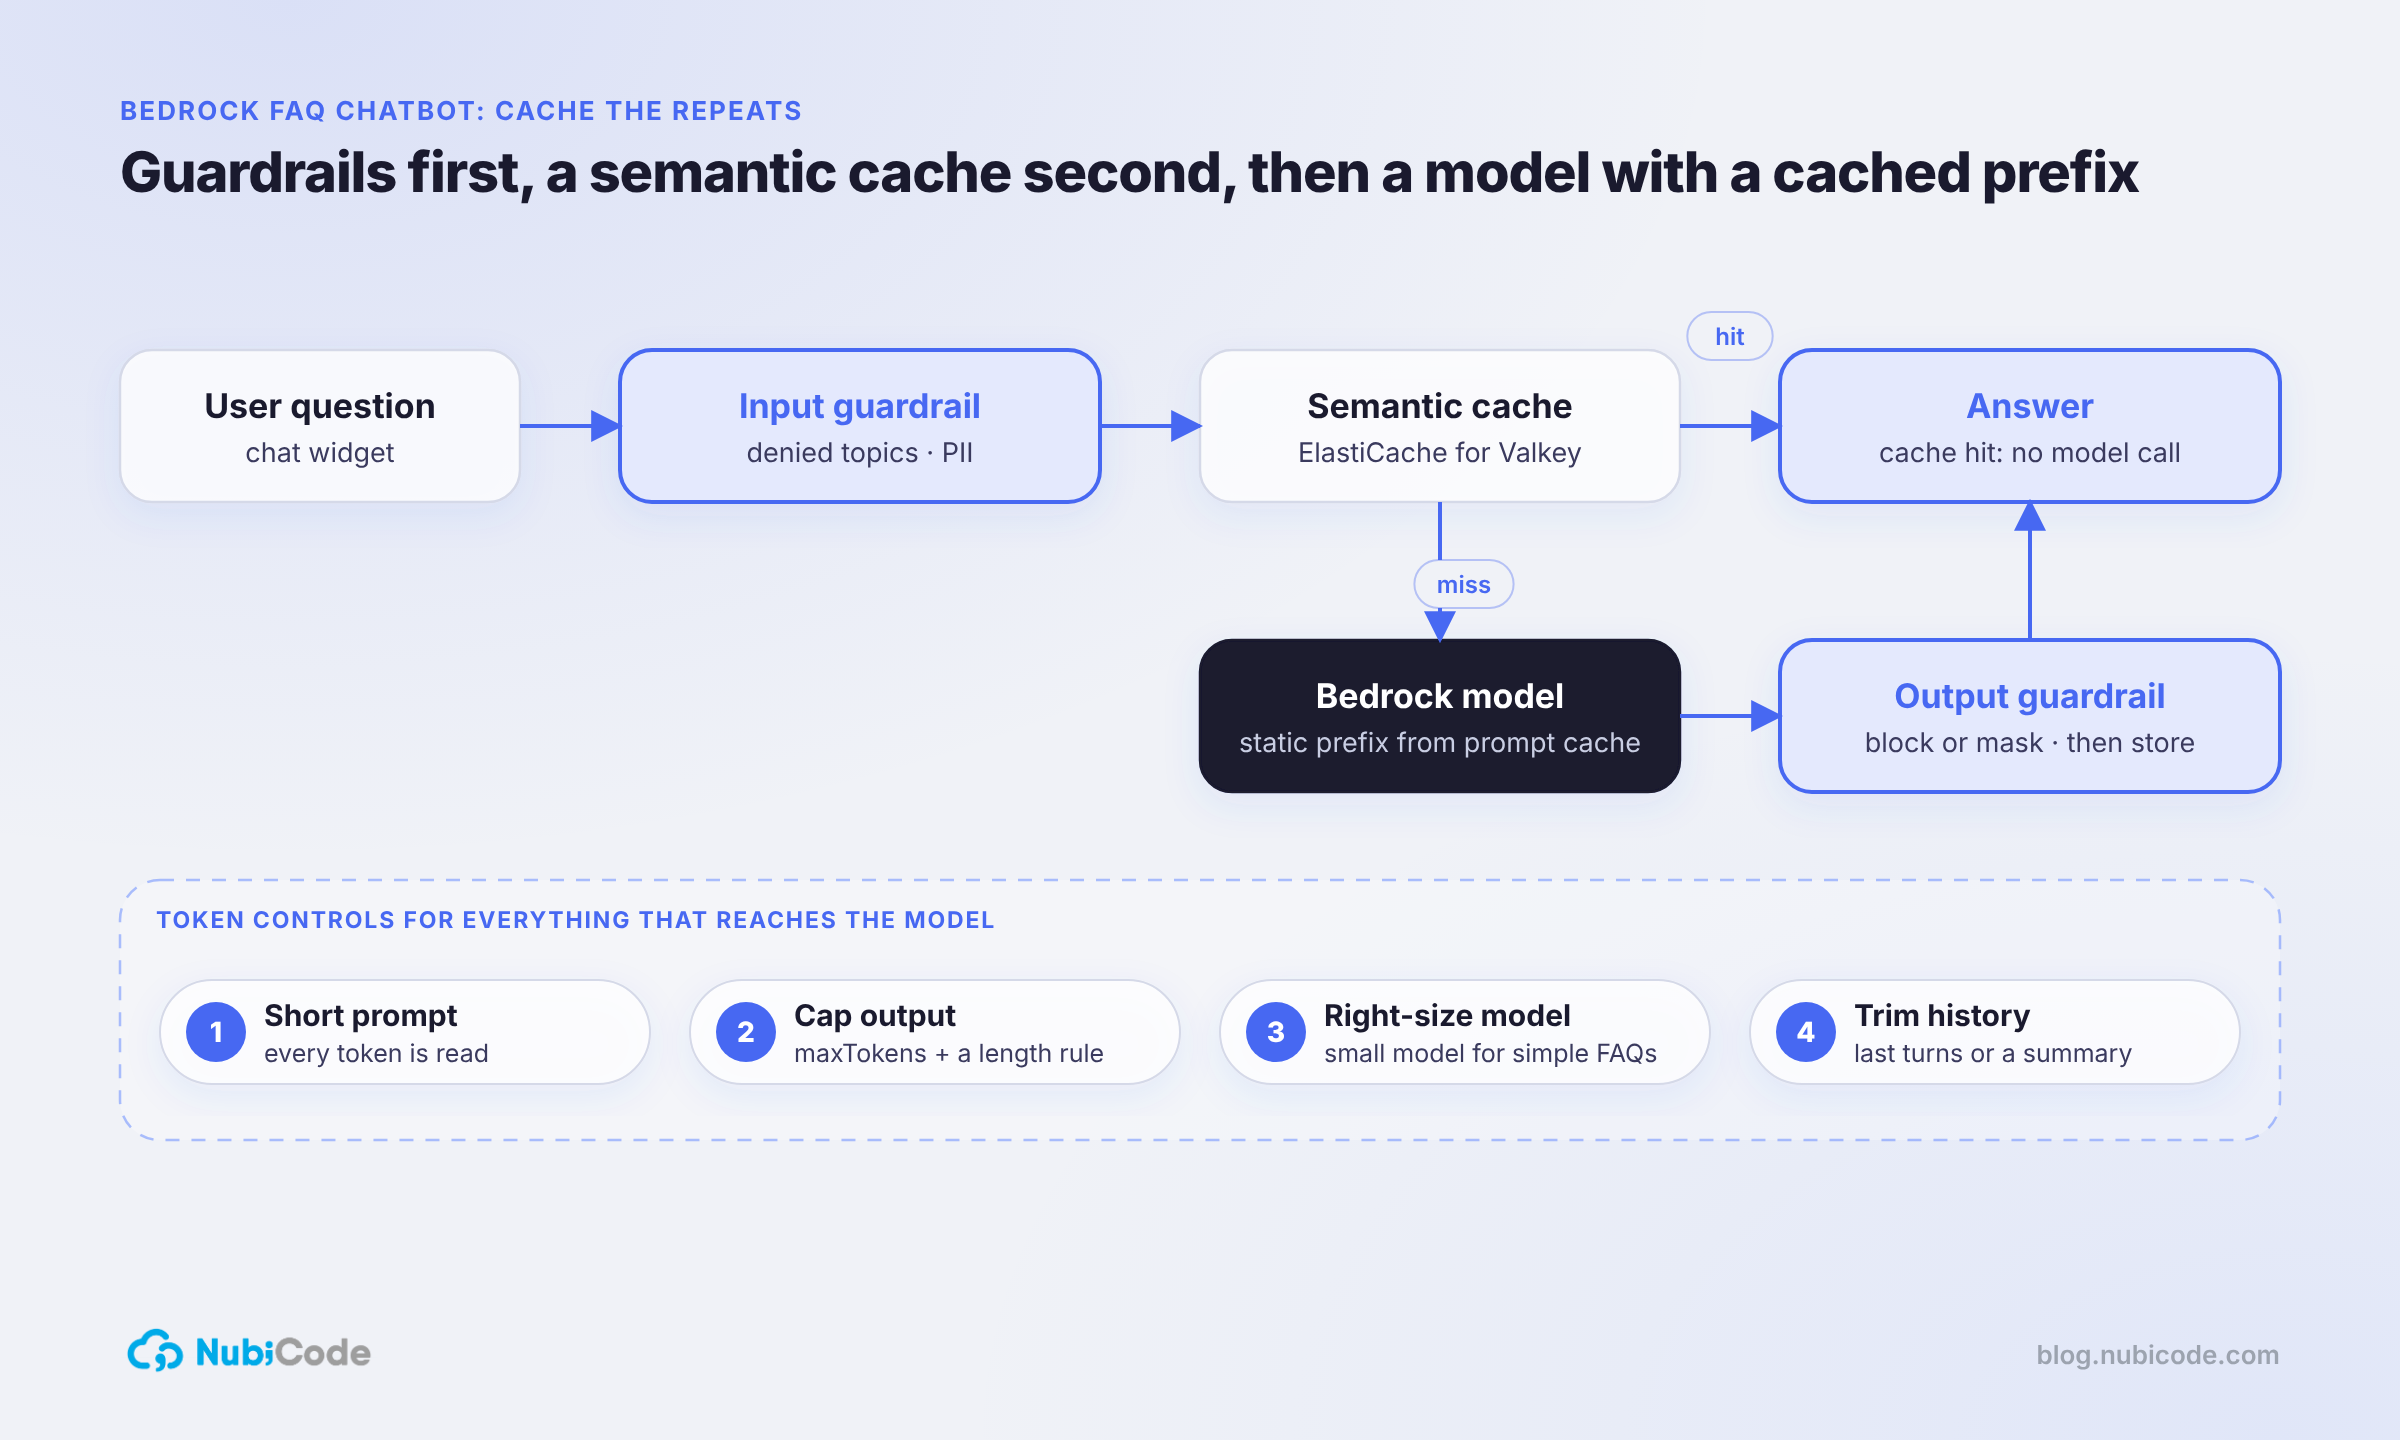 BEDROCK FAQ CHATBOT: CACHE THE REPEATS
Guardrails first, a semantic cache second, then a model with a cached prefix
User question
chat widget
Input guardrail
denied topics · PII
Semantic cache
ElastiCache for Valkey
hit
Answer
cache hit: no model call
miss
Bedrock model
static prefix from prompt cache
Output guardrail
block or mask · then store
TOKEN CONTROLS FOR EVERYTHING THAT REACHES THE MODEL
1
Short prompt
every token is read
2
Cap output
maxTokens + a length rule
3
Right-size model
small model for simple FAQs
4
Trim history
last turns or a summary
NubiCode
blog.nubicode.com